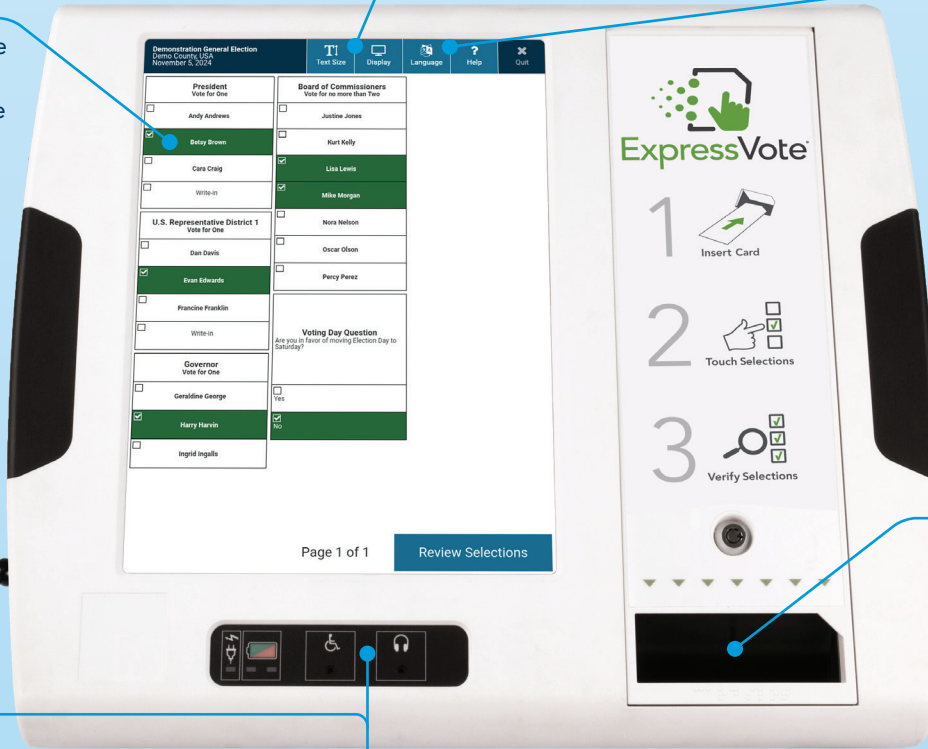 Demonstration General Election
Demo County, USA
November 5, 2024
Text Size
Display
Language
Help
Quit
President
Vote for One
Andy Andrews
Betsy Brown
Cara Craig
Write-in
U.S. Representative District 1
Vote for One
Dan Davis
Evan Edwards
Francine Franklin
Write-in
Governor
Vote for One
Geraldine George
Harry Harvin
Ingrid Ingalls
Board of Commissioners
Vote for no more than Two
Justine Jones
Kurt Kelly
Lisa Lewis
Mike Morgan
Nora Nelson
Oscar Olson
Percy Perez
Voting Day Question
Are you in favor of moving Election Day to
Saturday?
Yes
No
Page 1 of 1
Review Selections
ExpressVote
1
Insert Card
2
Touch Selections
3
Verify Selections